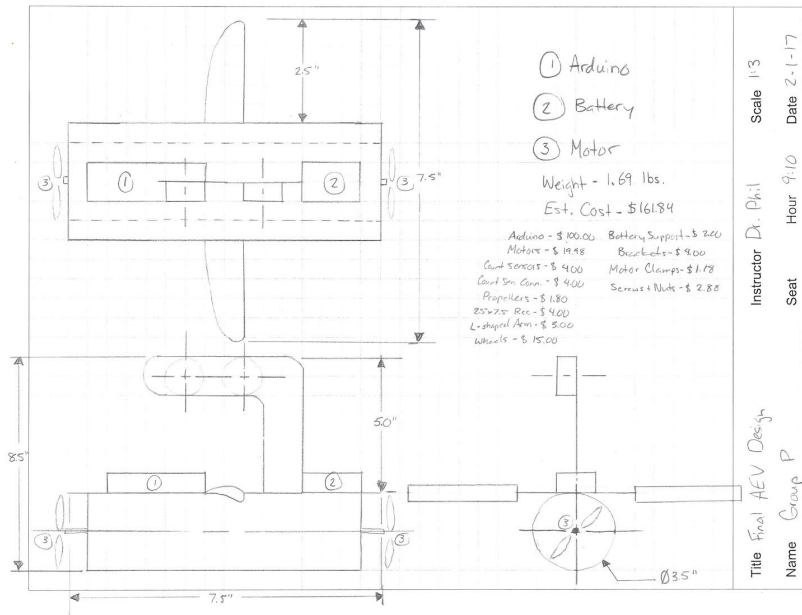 ① Arduino
② Battery
③ Motor
Weight - 1.69 lbs.
Est. Cost - $161.84
Arduino - $100.00
Motors - $19.98
Count Sensors - $4.00
Count Sen Conn. - $4.00
Propellers - $1.80
2.5x7.5 Rec - $4.00
L-shaped Arm - $3.00
Wheels - $15.00
Battery Support - $2.00
Brackets - $4.00
Motor Clamps - $1.18
Screws + Nuts - $2.88
2.5"
7.5"
③
①
②
③
8.5"
5.0"
①
②
③
③
7.5"
③
Ø3.5"
Title Final AEV Design
Name Group P
Instructor Dr. Phil
Seat
Hour 9:10
Scale 1:3
Date 2-1-17